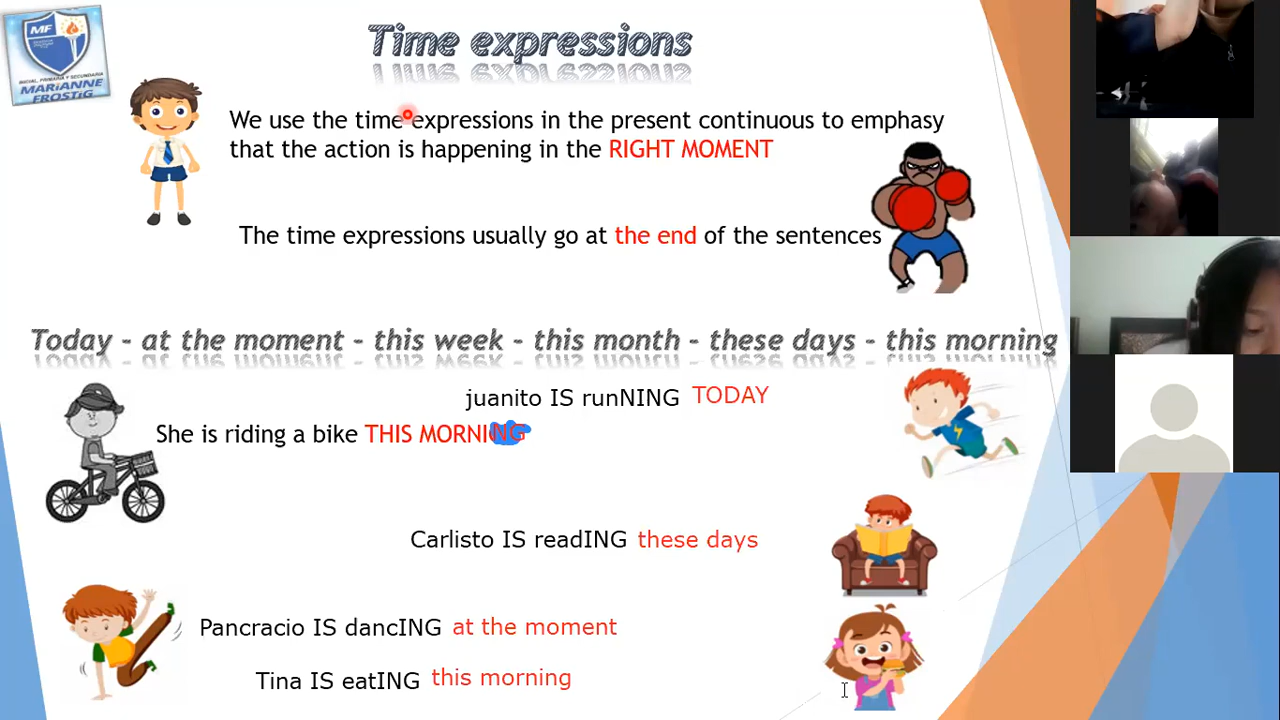 MF
INICIAL, PRIMARIA Y SECUNDARIA
MARIANNE
FROSTIG
Time expressions
We use the time expressions in the present continuous to emphasy
that the action is happening in the RIGHT MOMENT
The time expressions usually go at the end of the sentences
Today - at the moment - this week - this month - these days - this morning
juanito IS runNING TODAY
She is riding a bike THIS MORNING
Carlisto IS readING these days
Pancracio IS dancING at the moment
Tina IS eatING this morning